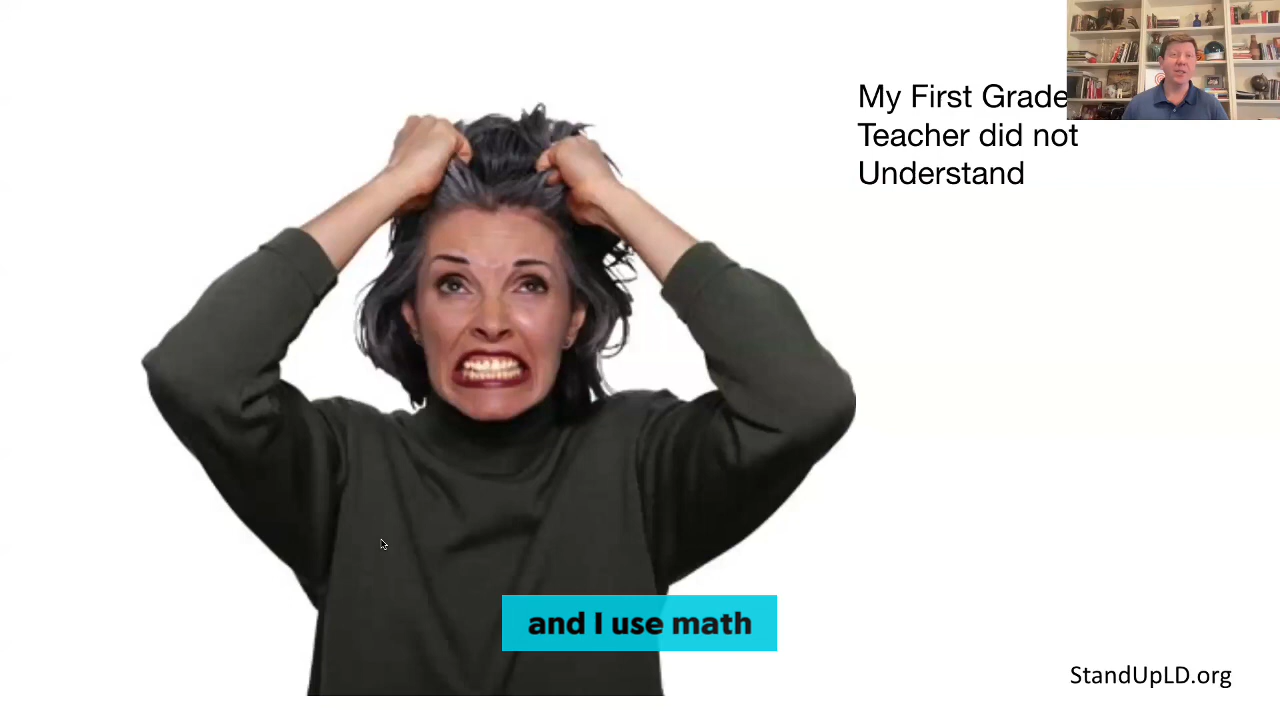 My First Grade
Teacher did not
Understand
and I use math
StandUpLD.org